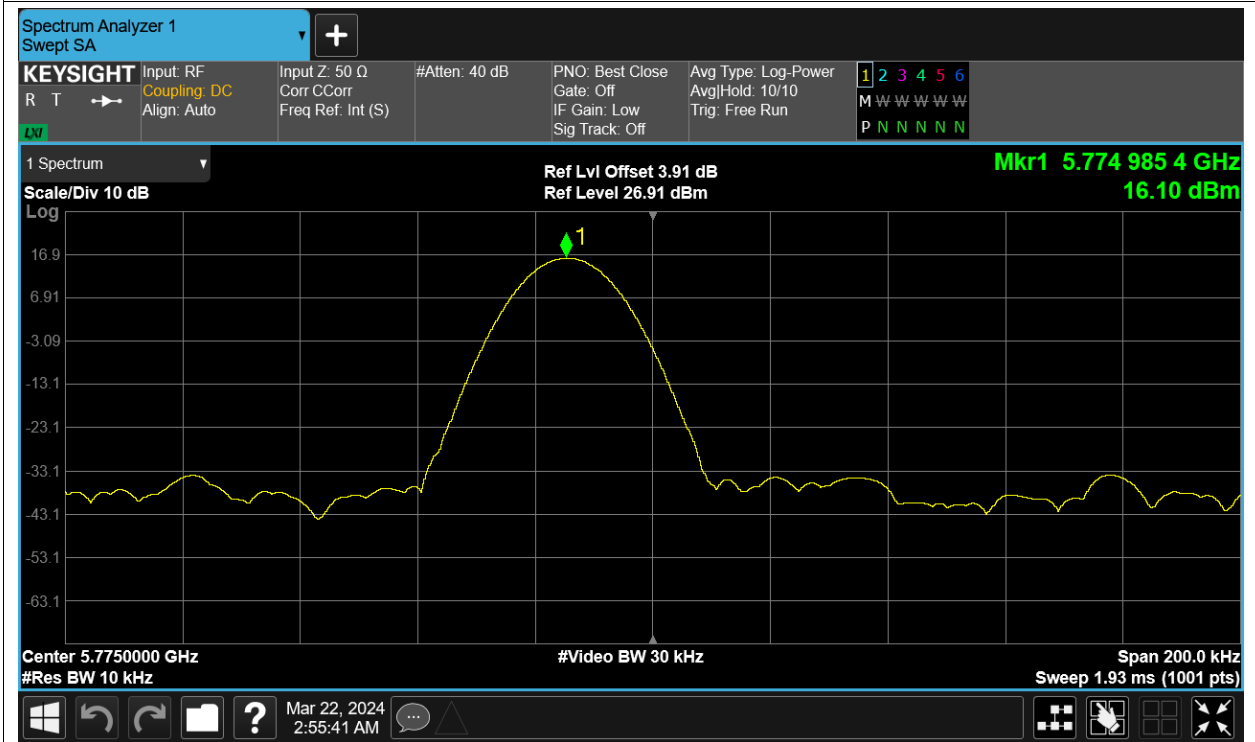 Spectrum Analyzer 1
Swept SA
+
KEYSIGHT
R T
LXI
Input: RF
Coupling: DC
Align: Auto
Input Z: 50 Ω
Corr CCorr
Freq Ref: Int (S)
#Atten: 40 dB
PNO: Best Close
Gate: Off
IF Gain: Low
Sig Track: Off
Avg Type: Log-Power
Avg|Hold: 10/10
Trig: Free Run
1 2 3 4 5 6
M W W W W W
P N N N N N
1 Spectrum
Scale/Div 10 dB
Log
Ref Lvl Offset 3.91 dB
Ref Level 26.91 dBm
Mkr1 5.774 985 4 GHz
16.10 dBm
1
16.9
6.91
-3.09
-13.1
-23.1
-33.1
-43.1
-53.1
-63.1
Center 5.7750000 GHz
#Video BW 30 kHz
Span 200.0 kHz
#Res BW 10 kHz
Sweep 1.93 ms (1001 pts)
?
Mar 22, 2024
2:55:41 AM